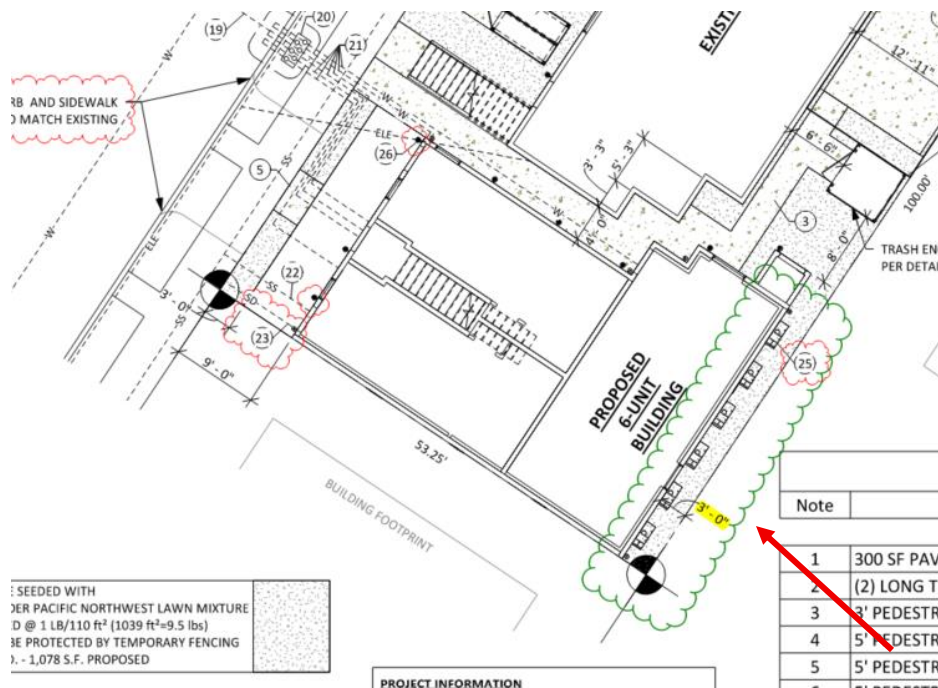 (19)
(20)
(21)
W
W
RB AND SIDEWALK
O MATCH EXISTING
EXISTI
12' - 11"
6' - 6"
W
W
ELE
(26)
3' - 3"
5' - 3"
5
SS
W
4' - 0"
3
100.00'
8' - 0"
TRASH EN
PER DETA
W
ELE
(22)
SS
SD
3' - 0"
(23)
SS
9' - 0"
(25)
PROPOSED
6-UNIT
BUILDING
H.P.
H.P.
H.P.
H.P.
H.P.
H.P.
53.25'
BUILDING FOOTPRINT
3' - 0"
Note
1 300 SF PAV
2 (2) LONG T
3 3' PEDESTR
4 5' PEDESTR
5 5' PEDESTR
E SEEDED WITH
DER PACIFIC NORTHWEST LAWN MIXTURE
ED @ 1 LB/110 ft² (1039 ft²=9.5 lbs)
BE PROTECTED BY TEMPORARY FENCING
D. - 1,078 S.F. PROPOSED
PROJECT INFORMATION